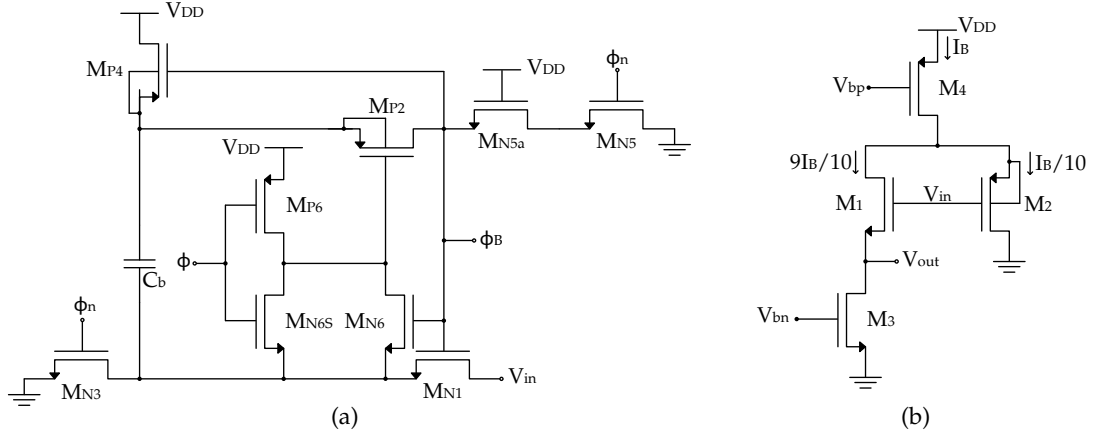 VDD
MP4
MP2
VDD
ϕn
MN5a
MN5
VDD
MP6
ϕ
ϕB
Cb
MN6S
MN6
ϕn
MN3
MN1
Vin
(a)
VDD
IB
Vbp
M4
9IB/10
IB/10
M1
Vin
M2
Vout
Vbn
M3
(b)